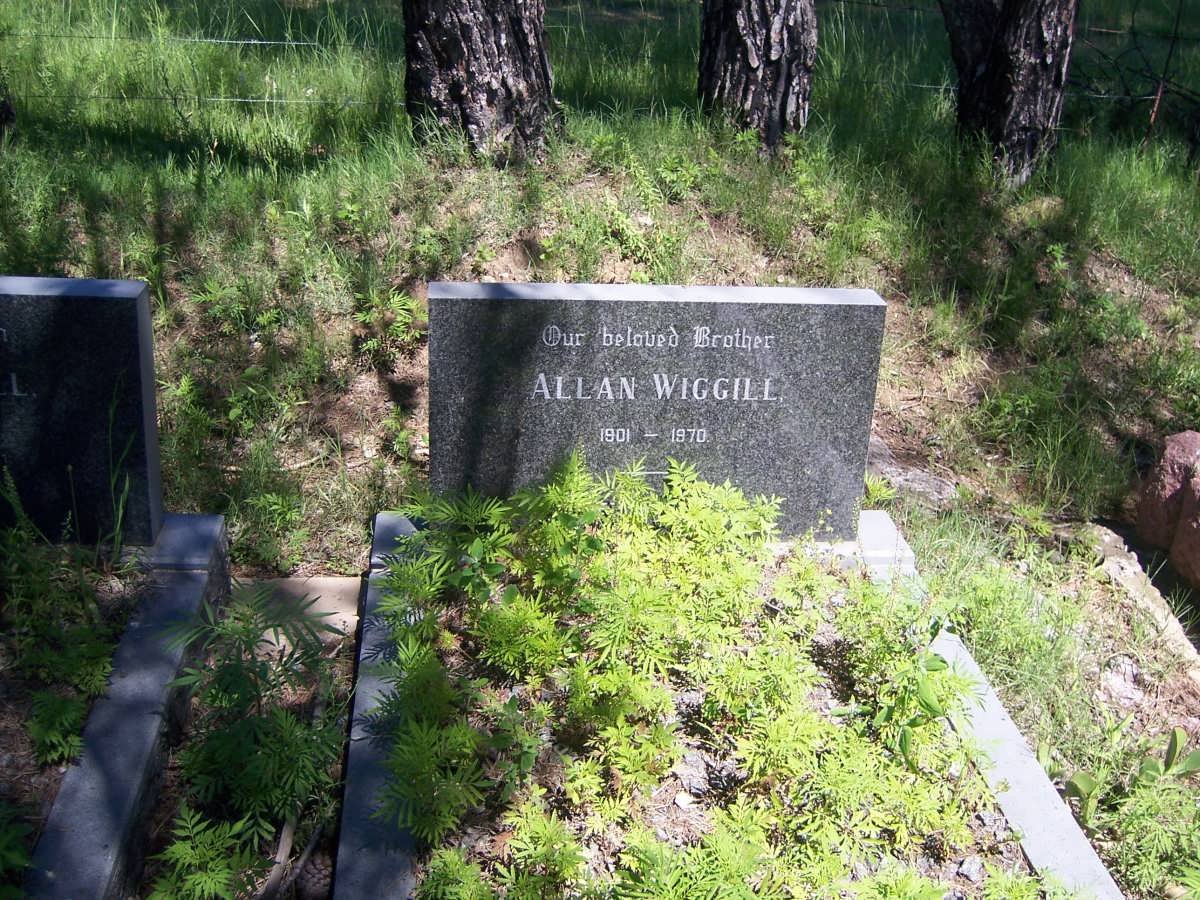 Our beloved Brother
ALLAN WIGGILL,
1901 – 1970.